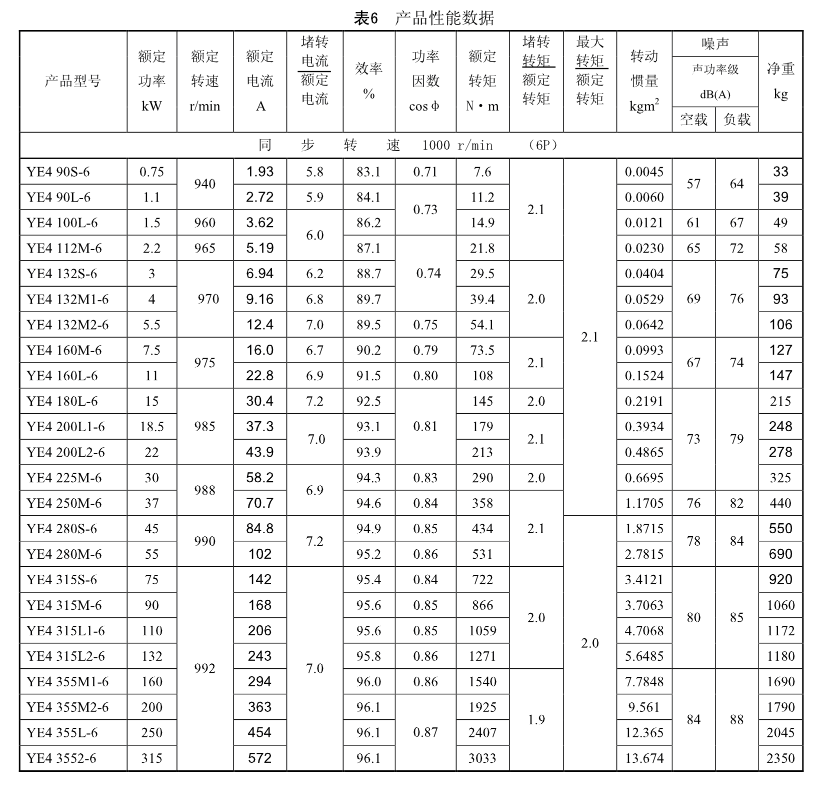 表6 产品性能数据
产品型号 额定功率 kW 额定转速 r/min 额定电流 A 堵转电流 额定电流 效率 % 功率因数 cosφ 额定转矩 N·m 堵转转矩 额定转矩 最大转矩 额定转矩 转动惯量 kgm² 噪声 声功率级 dB(A) 空载 负载 净重 kg
同 步 转 速 1000 r/min (6P)
YE4 90S-6 0.75 940 1.93 5.8 83.1 0.71 7.6 2.1 2.1 0.0045 57 64 33
YE4 90L-6 1.1 2.72 5.9 84.1 0.73 11.2 0.0060 39
YE4 100L-6 1.5 960 3.62 6.0 86.2 14.9 0.0121 61 67 49
YE4 112M-6 2.2 965 5.19 87.1 0.74 21.8 0.0230 65 72 58
YE4 132S-6 3 970 6.94 6.2 88.7 29.5 2.0 0.0404 69 76 75
YE4 132M1-6 4 9.16 6.8 89.7 39.4 0.0529 93
YE4 132M2-6 5.5 12.4 7.0 89.5 0.75 54.1 0.0642 106
YE4 160M-6 7.5 975 16.0 6.7 90.2 0.79 73.5 2.1 0.0993 67 74 127
YE4 160L-6 11 22.8 6.9 91.5 0.80 108 0.1524 147
YE4 180L-6 15 985 30.4 7.2 92.5 0.81 145 2.0 0.2191 73 79 215
YE4 200L1-6 18.5 37.3 7.0 93.1 179 2.1 0.3934 248
YE4 200L2-6 22 43.9 93.9 213 0.4865 278
YE4 225M-6 30 988 58.2 6.9 94.3 0.83 290 2.0 0.6695 325
YE4 250M-6 37 70.7 94.6 0.84 358 2.1 1.1705 76 82 440
YE4 280S-6 45 990 84.8 7.2 94.9 0.85 434 2.0 1.8715 78 84 550
YE4 280M-6 55 102 95.2 0.86 531 2.7815 690
YE4 315S-6 75 992 142 7.0 95.4 0.84 722 2.0 3.4121 80 85 920
YE4 315M-6 90 168 95.6 0.85 866 3.7063 1060
YE4 315L1-6 110 206 95.6 0.85 1059 4.7068 1172
YE4 315L2-6 132 243 95.8 0.86 1271 5.6485 1180
YE4 355M1-6 160 294 96.0 0.86 1540 1.9 7.7848 84 88 1690
YE4 355M2-6 200 363 96.1 0.87 1925 9.561 1790
YE4 355L-6 250 454 96.1 2407 12.365 2045
YE4 3552-6 315 572 96.1 3033 13.674 2350